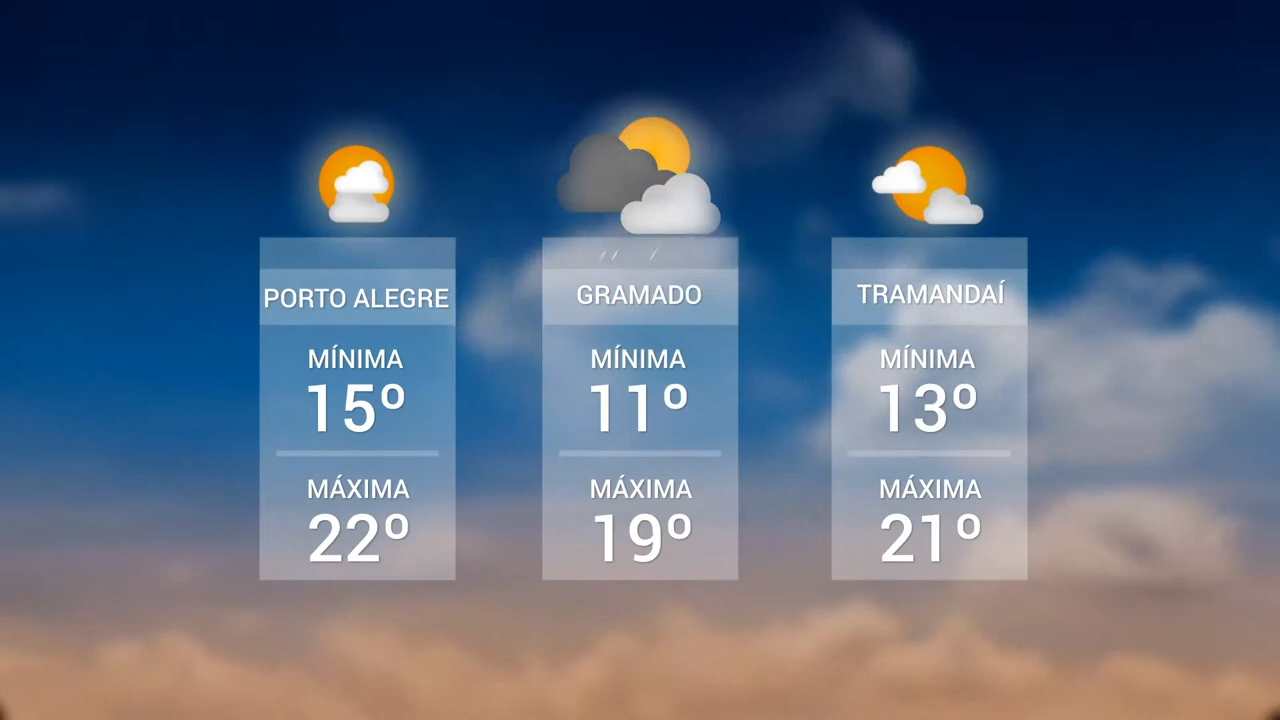 PORTO ALEGRE
MÍNIMA
15º
MÁXIMA
22º
GRAMADO
MÍNIMA
11º
MÁXIMA
19º
TRAMANDAÍ
MÍNIMA
13º
MÁXIMA
21º